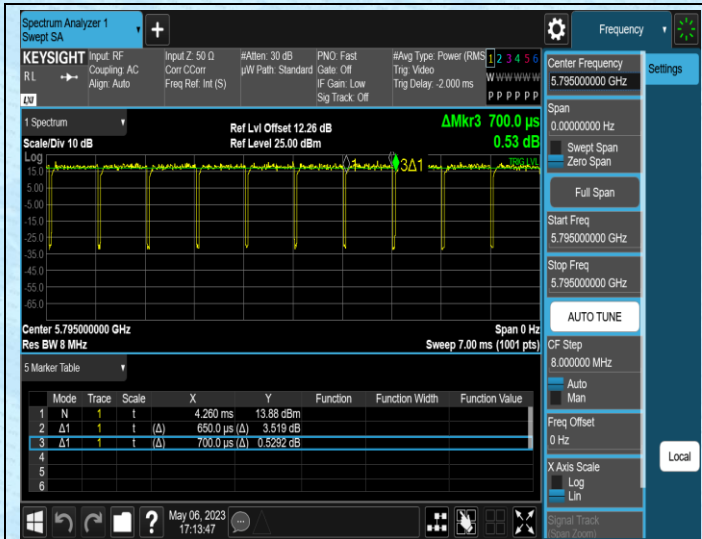 Spectrum Analyzer 1
Swept SA
+
Frequency
KEYSIGHT
RL
LXI
Input: RF
Coupling: AC
Align: Auto
Input Z: 50 Ω
Corr CCorr
Freq Ref: Int (S)
#Atten: 30 dB
µW Path: Standard
PNO: Fast
Gate: Off
IF Gain: Low
Sig Track: Off
#Avg Type: Power (RMS
Trig: Video
Trig Delay: -2.000 ms
1 2 3 4 5 6
W W W W W W
P P P P P P
1 Spectrum
Scale/Div 10 dB
Ref Lvl Offset 12.26 dB
Ref Level 25.00 dBm
ΔMkr3 700.0 µs
0.53 dB
Log
TRIG LVL
15.0
5.00
-5.00
-15.0
-25.0
-35.0
-45.0
-55.0
-65.0
3Δ1
Center 5.795000000 GHz
Res BW 8 MHz
Span 0 Hz
Sweep 7.00 ms (1001 pts)
5 Marker Table
Mode Trace Scale X Y Function Function Width Function Value
1 N 1 t 4.260 ms 13.88 dBm
2 Δ1 1 t (Δ) 650.0 µs (Δ) 3.519 dB
3 Δ1 1 t (Δ) 700.0 µs (Δ) 0.5292 dB
4
5
6
?
May 06, 2023
17:13:47
Center Frequency
5.795000000 GHz
Span
0.00000000 Hz
Swept Span
Zero Span
Full Span
Start Freq
5.795000000 GHz
Stop Freq
5.795000000 GHz
AUTO TUNE
CF Step
8.000000 MHz
Auto
Man
Freq Offset
0 Hz
X Axis Scale
Log
Lin
Signal Track
(Span Zoom)
Settings
Local